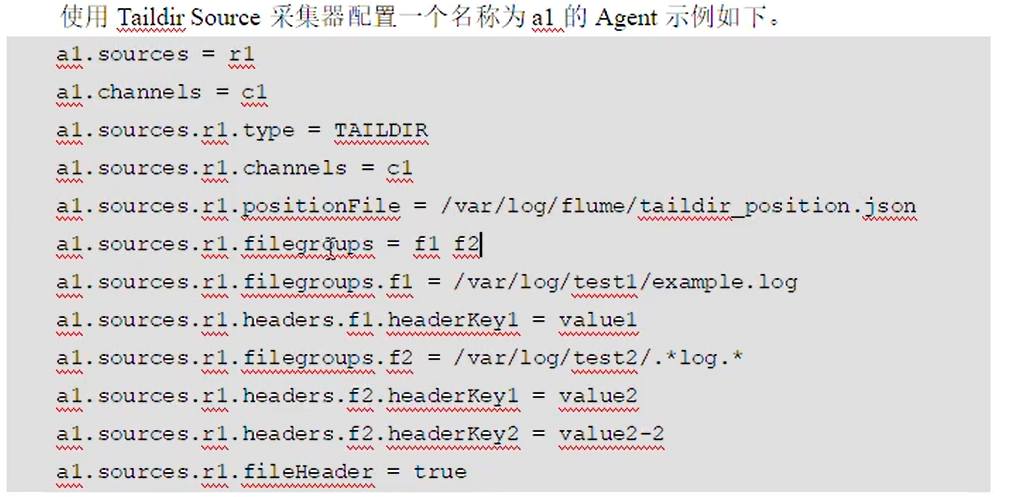 使用 Taildir Source 采集器配置一个名称为 a1 的 Agent 示例如下。
a1.sources = r1
a1.channels = c1
a1.sources.r1.type = TAILDIR
a1.sources.r1.channels = c1
a1.sources.r1.positionFile = /var/log/flume/taildir_position.json
a1.sources.r1.filegroups = f1 f2
a1.sources.r1.filegroups.f1 = /var/log/test1/example.log
a1.sources.r1.headers.f1.headerKey1 = value1
a1.sources.r1.filegroups.f2 = /var/log/test2/.*log.*
a1.sources.r1.headers.f2.headerKey1 = value2
a1.sources.r1.headers.f2.headerKey2 = value2-2
a1.sources.r1.fileHeader = true